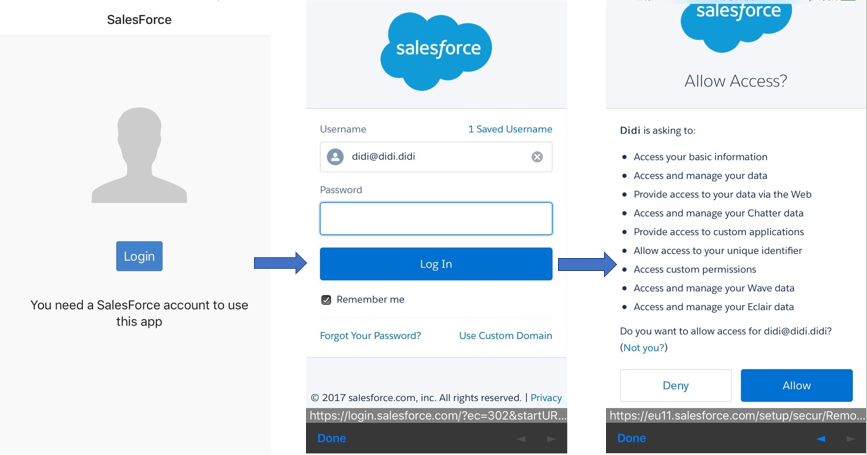 SalesForce
Login
You need a SalesForce account to use
this app
salesforce
Username
1 Saved Username
didi@didi.didi
Password
Log In
Remember me
Forgot Your Password?
Use Custom Domain
© 2017 salesforce.com, inc. All rights reserved. | Privacy
https://login.salesforce.com/?ec=302&startUR...
Done
salesforce
Allow Access?
Didi is asking to:
• Access your basic information
• Access and manage your data
• Provide access to your data via the Web
• Access and manage your Chatter data
• Provide access to custom applications
• Allow access to your unique identifier
• Access custom permissions
• Access and manage your Wave data
• Access and manage your Eclair data
Do you want to allow access for didi@didi.didi?
(Not you?)
Deny
Allow
https://eu11.salesforce.com/setup/secur/Remo...
Done